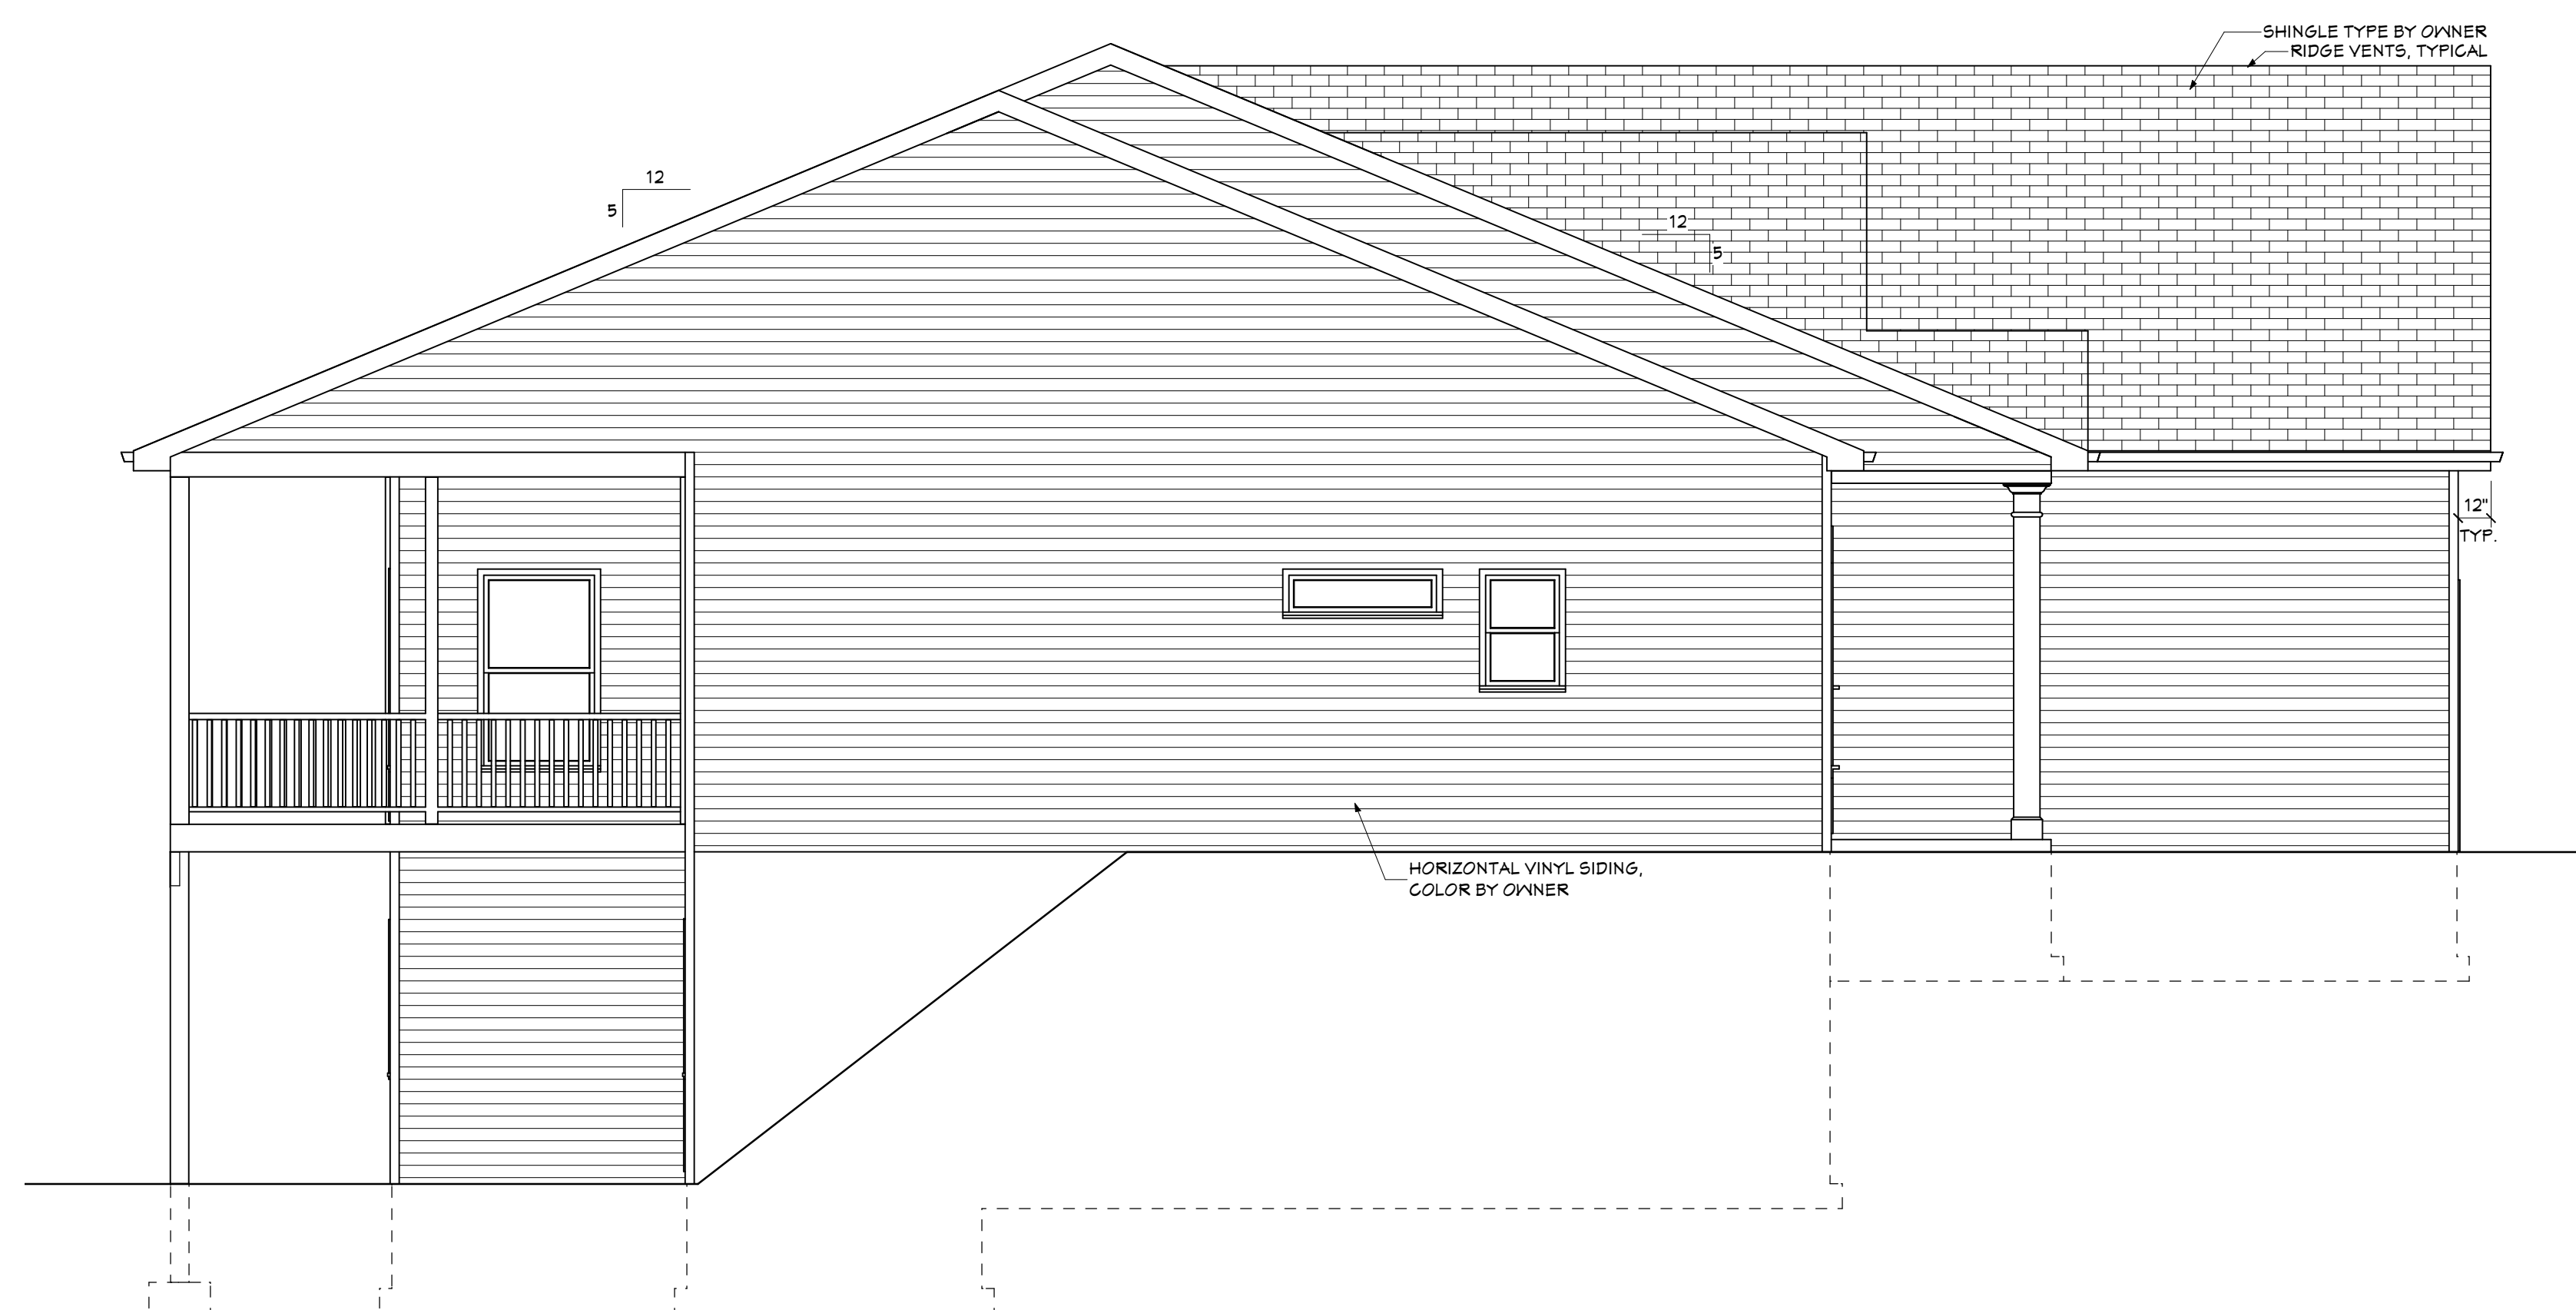 SHINGLE TYPE BY OWNER
RIDGE VENTS, TYPICAL
12
5
12
5
12"
TYP.
HORIZONTAL VINYL SIDING,
COLOR BY OWNER